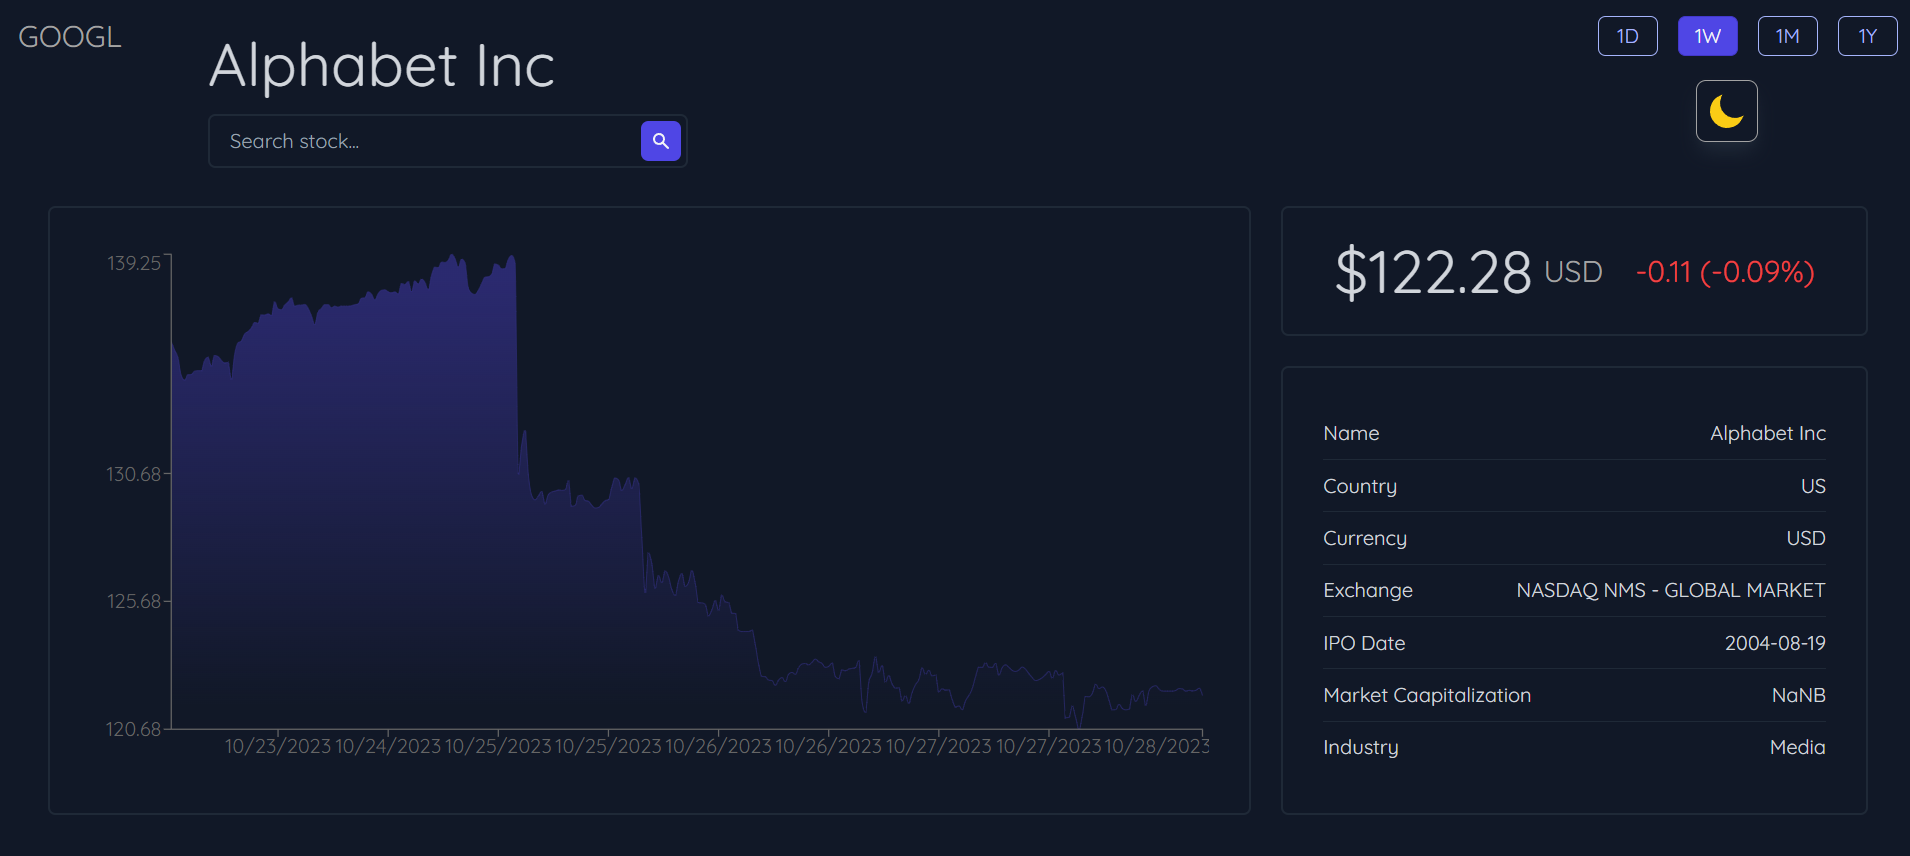 GOOGL
Alphabet Inc
Search stock...
1D 1W 1M 1Y
139.25
130.68
125.68
120.68
10/23/2023 10/24/2023 10/25/2023 10/25/2023 10/26/2023 10/26/2023 10/27/2023 10/27/2023 10/28/2023
$122.28 USD -0.11 (-0.09%)
Name Alphabet Inc
Country US
Currency USD
Exchange NASDAQ NMS - GLOBAL MARKET
IPO Date 2004-08-19
Market Caapitalization NaNB
Industry Media